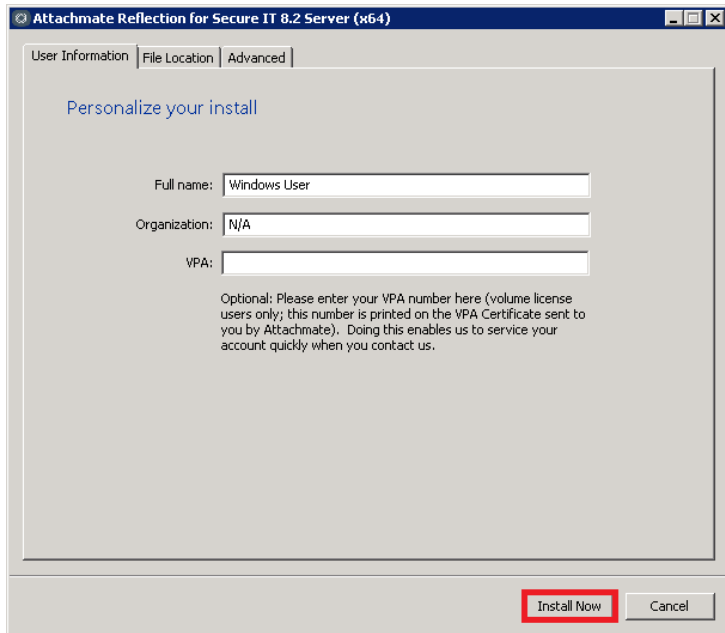 Attachmate Reflection for Secure IT 8.2 Server (x64)
User Information File Location Advanced
Personalize your install
Full name: Windows User
Organization: N/A
VPA:
Optional: Please enter your VPA number here (volume license
users only; this number is printed on the VPA Certificate sent to
you by Attachmate). Doing this enables us to service your
account quickly when you contact us.
Install Now Cancel